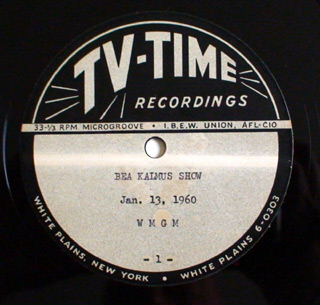 TV-TIME
RECORDINGS
33-⅓ RPM MICROGROOVE • I.B.E.W. UNION, AFL-CIO
BEA KALMUS SHOW
Jan. 13, 1960
W M G M
- 1 -
WHITE PLAINS, NEW YORK • WHITE PLAINS 6-0303